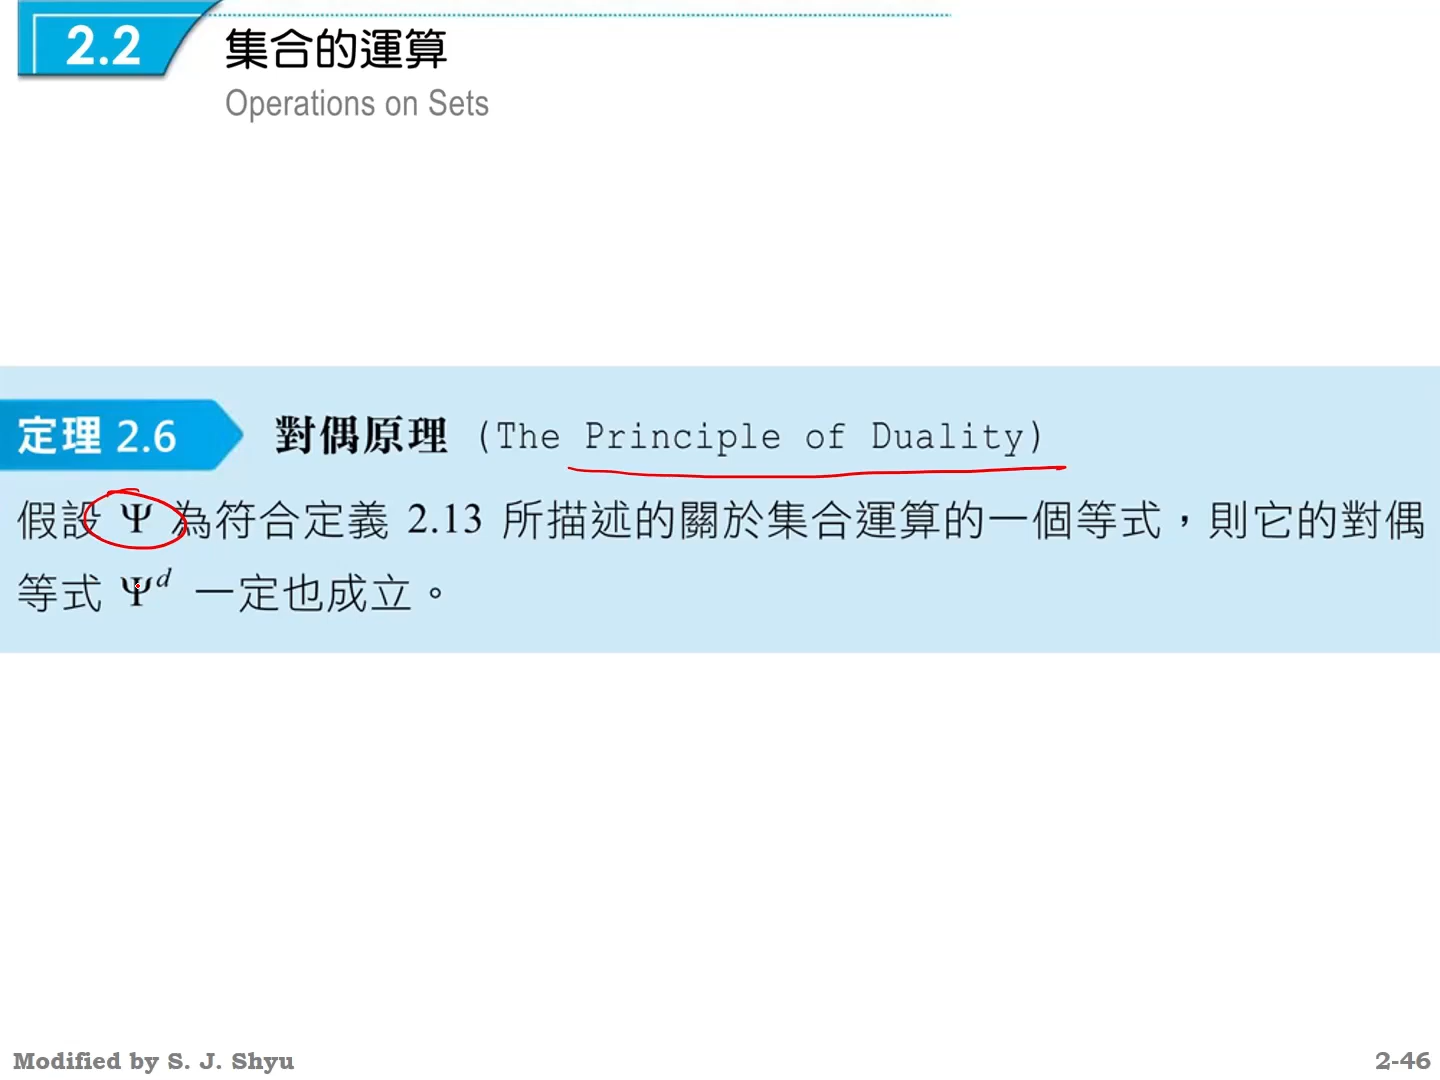 2.2
集合的運算
Operations on Sets
定理 2.6
對偶原理 (The Principle of Duality)
假設 Ψ 為符合定義 2.13 所描述的關於集合運算的一個等式，則它的對偶
等式 Ψᵈ 一定也成立。
Modified by S. J. Shyu
2-46